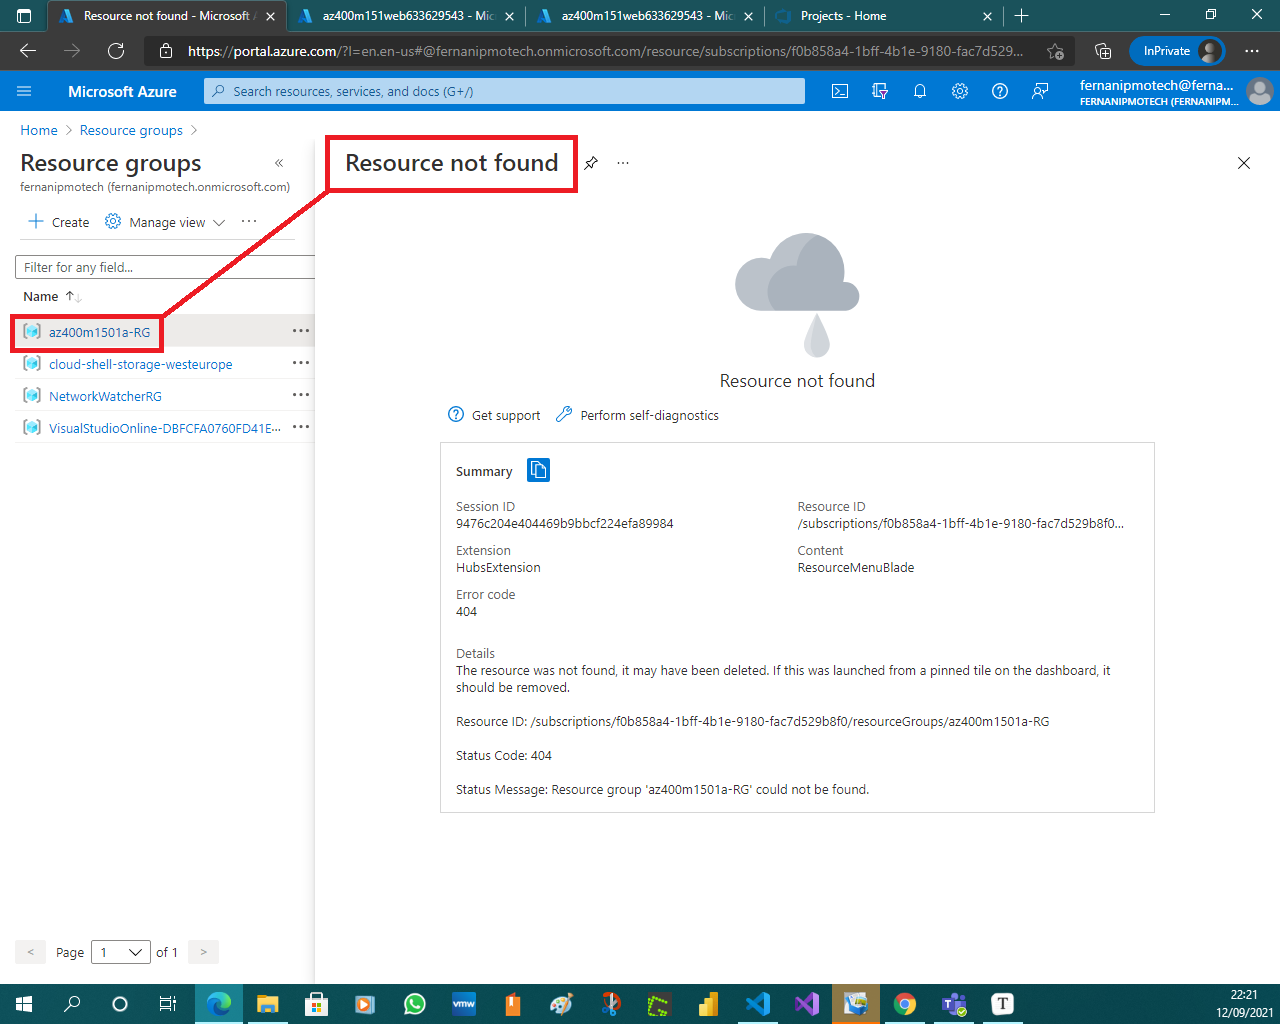 Resource not found - Microsoft A
az400m151web633629543 - Mic
az400m151web633629543 - Mic
Projects - Home
https://portal.azure.com/?l=en.en-us#@fernanipmotech.onmicrosoft.com/resource/subscriptions/f0b858a4-1bff-4b1e-9180-fac7d529...
InPrivate
Microsoft Azure
Search resources, services, and docs (G+/)
fernanipmotech@ferna...
FERNANIPMOTECH (FERNANIPM...
Home > Resource groups >
Resource groups
fernanipmotech (fernanipmotech.onmicrosoft.com)
Create
Manage view
Filter for any field...
Name
az400m1501a-RG
cloud-shell-storage-westeurope
NetworkWatcherRG
VisualStudioOnline-DBFCFA0760FD41E...
Page 1 of 1
Resource not found
Resource not found
Get support
Perform self-diagnostics
Summary
Session ID
9476c204e404469b9bbcf224efa89984
Resource ID
/subscriptions/f0b858a4-1bff-4b1e-9180-fac7d529b8f0...
Extension
HubsExtension
Content
ResourceMenuBlade
Error code
404
Details
The resource was not found, it may have been deleted. If this was launched from a pinned tile on the dashboard, it
should be removed.
Resource ID: /subscriptions/f0b858a4-1bff-4b1e-9180-fac7d529b8f0/resourceGroups/az400m1501a-RG
Status Code: 404
Status Message: Resource group 'az400m1501a-RG' could not be found.
vmw
T
22:21
12/09/2021